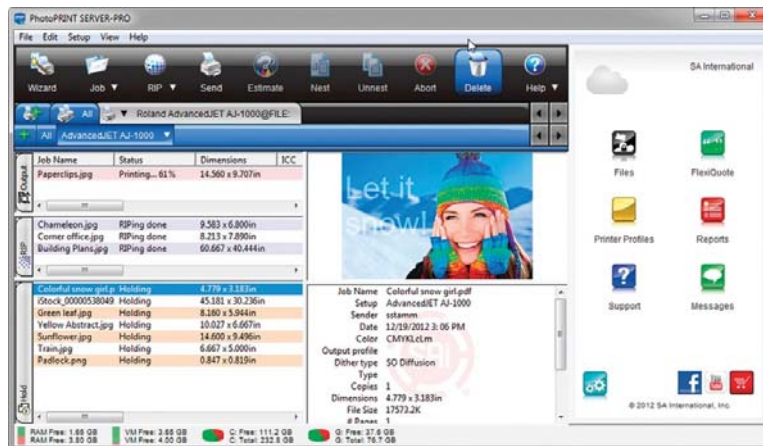 PhotoPRINT SERVER-PRO
File Edit Setup View Help
Wizard Job RIP Send Estimate Nest Unnest Abort Delete Help
All Roland AdvancedJET AJ-1000@FILE:
All AdvancedJET AJ-1000
Output
Job Name Status Dimensions ICC
Paperclips.jpg Printing... 61% 14.560 x 9.707in
RIP
Chameleon.jpg RIPing done 9.583 x 6.800in
Corner office.jpg RIPing done 8.213 x 7.890in
Building Plans.jpg RIPing done 60.667 x 40.444in
Hold
Colorful snow girl.p Holding 4.779 x 3.183in
iStock_00000538049 Holding 45.181 x 30.236in
Green leaf.jpg Holding 8.160 x 5.944in
Yellow Abstract.jpg Holding 10.027 x 6.667in
Sunflower.jpg Holding 14.600 x 9.496in
Train.jpg Holding 6.667 x 5.000in
Padlock.png Holding 0.847 x 0.819in
Let it
snow!
Job Name Colorful snow girl.pdf
Setup AdvancedJET AJ-1000
Sender sstamm
Date 12/19/2012 3:06 PM
Color CMYKLcLm
Output profile
Dither type SO Diffusion
Type
Copies 1
Dimensions 4.779 x 3.183in
File Size 17573.2K
# Pages 1
SA International
Files FlexiQuote
Printer Profiles Reports
Support Messages
© 2012 SA International, Inc.
RAM Free: 1.66 GB VM Free: 3.68 GB C: Free: 111.2 GB G: Free: 37.6 GB
RAM Total: 3.80 GB VM Total: 4.00 GB C: Total: 232.8 GB G: Total: 76.7 GB